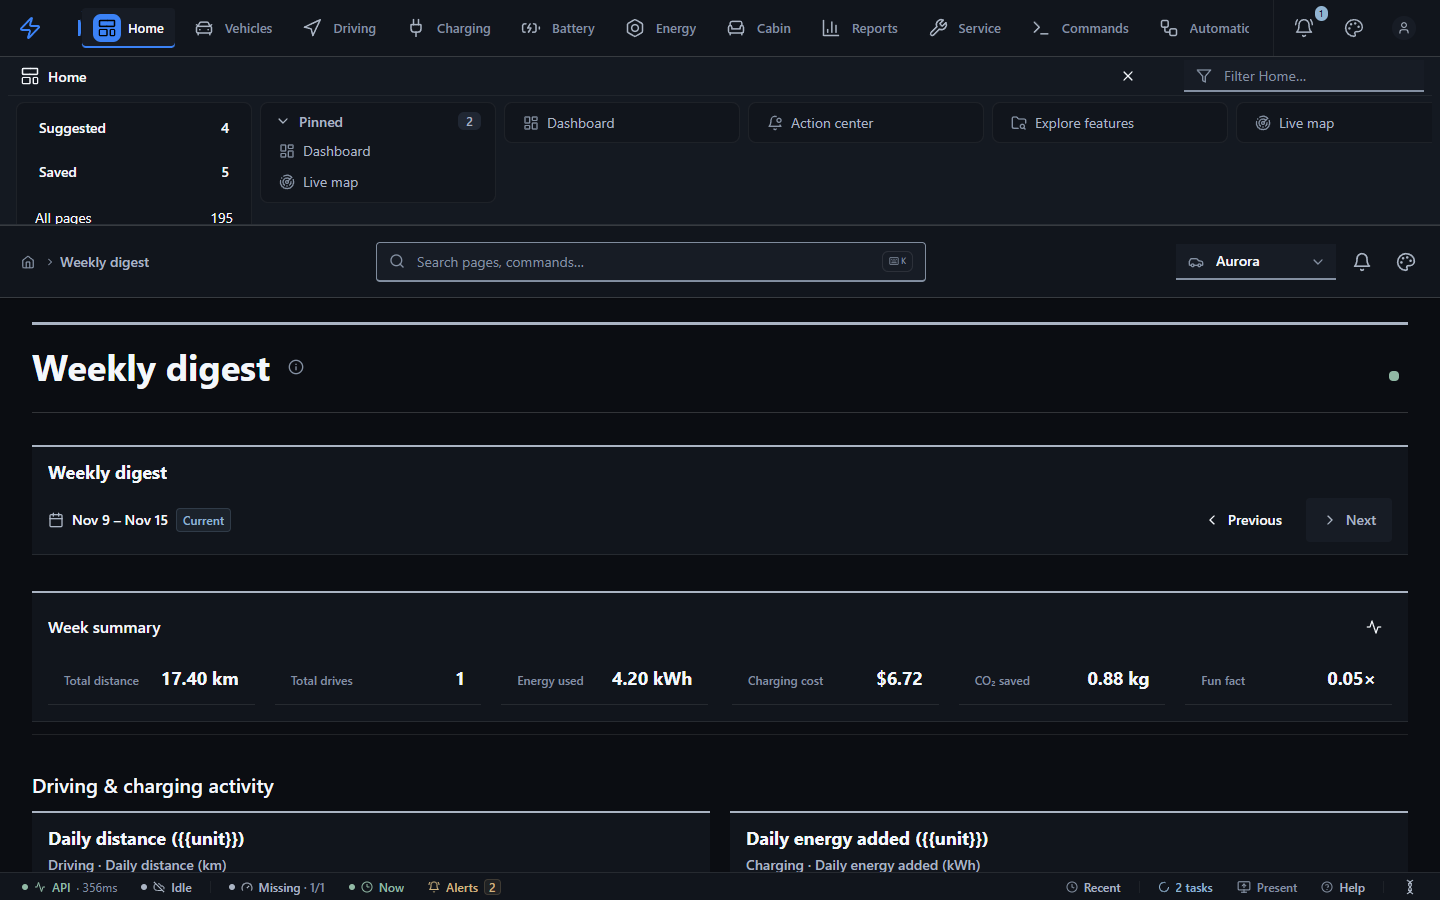 Home
Vehicles
Driving
Charging
Battery
Energy
Cabin
Reports
Service
Commands
Automatic
1
Home
Filter Home...
Suggested 4
Saved 5
All pages 195
Pinned 2
Dashboard
Live map
Dashboard
Action center
Explore features
Live map
Weekly digest
Search pages, commands...
K
Aurora
Weekly digest
Weekly digest
Nov 9 – Nov 15 Current
Previous
Next
Week summary
Total distance 17.40 km
Total drives 1
Energy used 4.20 kWh
Charging cost $6.72
CO₂ saved 0.88 kg
Fun fact 0.05×
Driving & charging activity
Daily distance ({{unit}})
Driving · Daily distance (km)
Daily energy added ({{unit}})
Charging · Daily energy added (kWh)
API · 356ms
Idle
Missing · 1/1
Now
Alerts 2
Recent
2 tasks
Present
Help